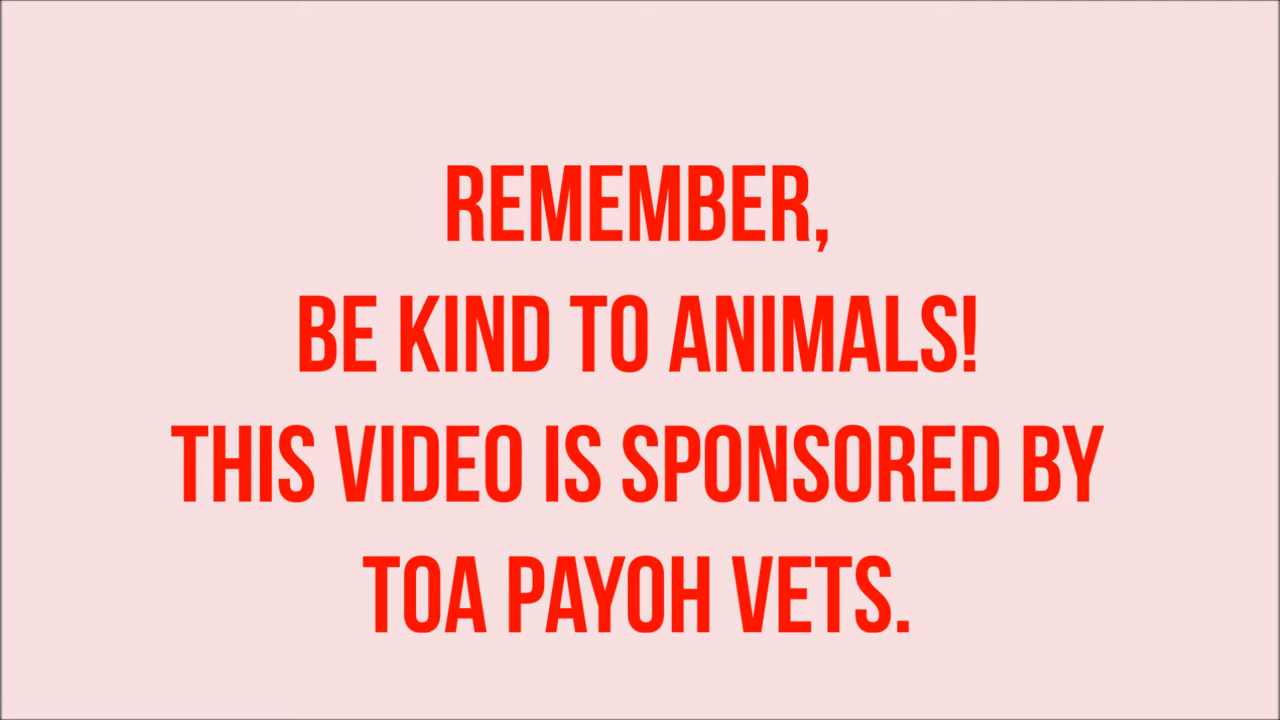 REMEMBER,
BE KIND TO ANIMALS!
THIS VIDEO IS SPONSORED BY
TOA PAYOH VETS.